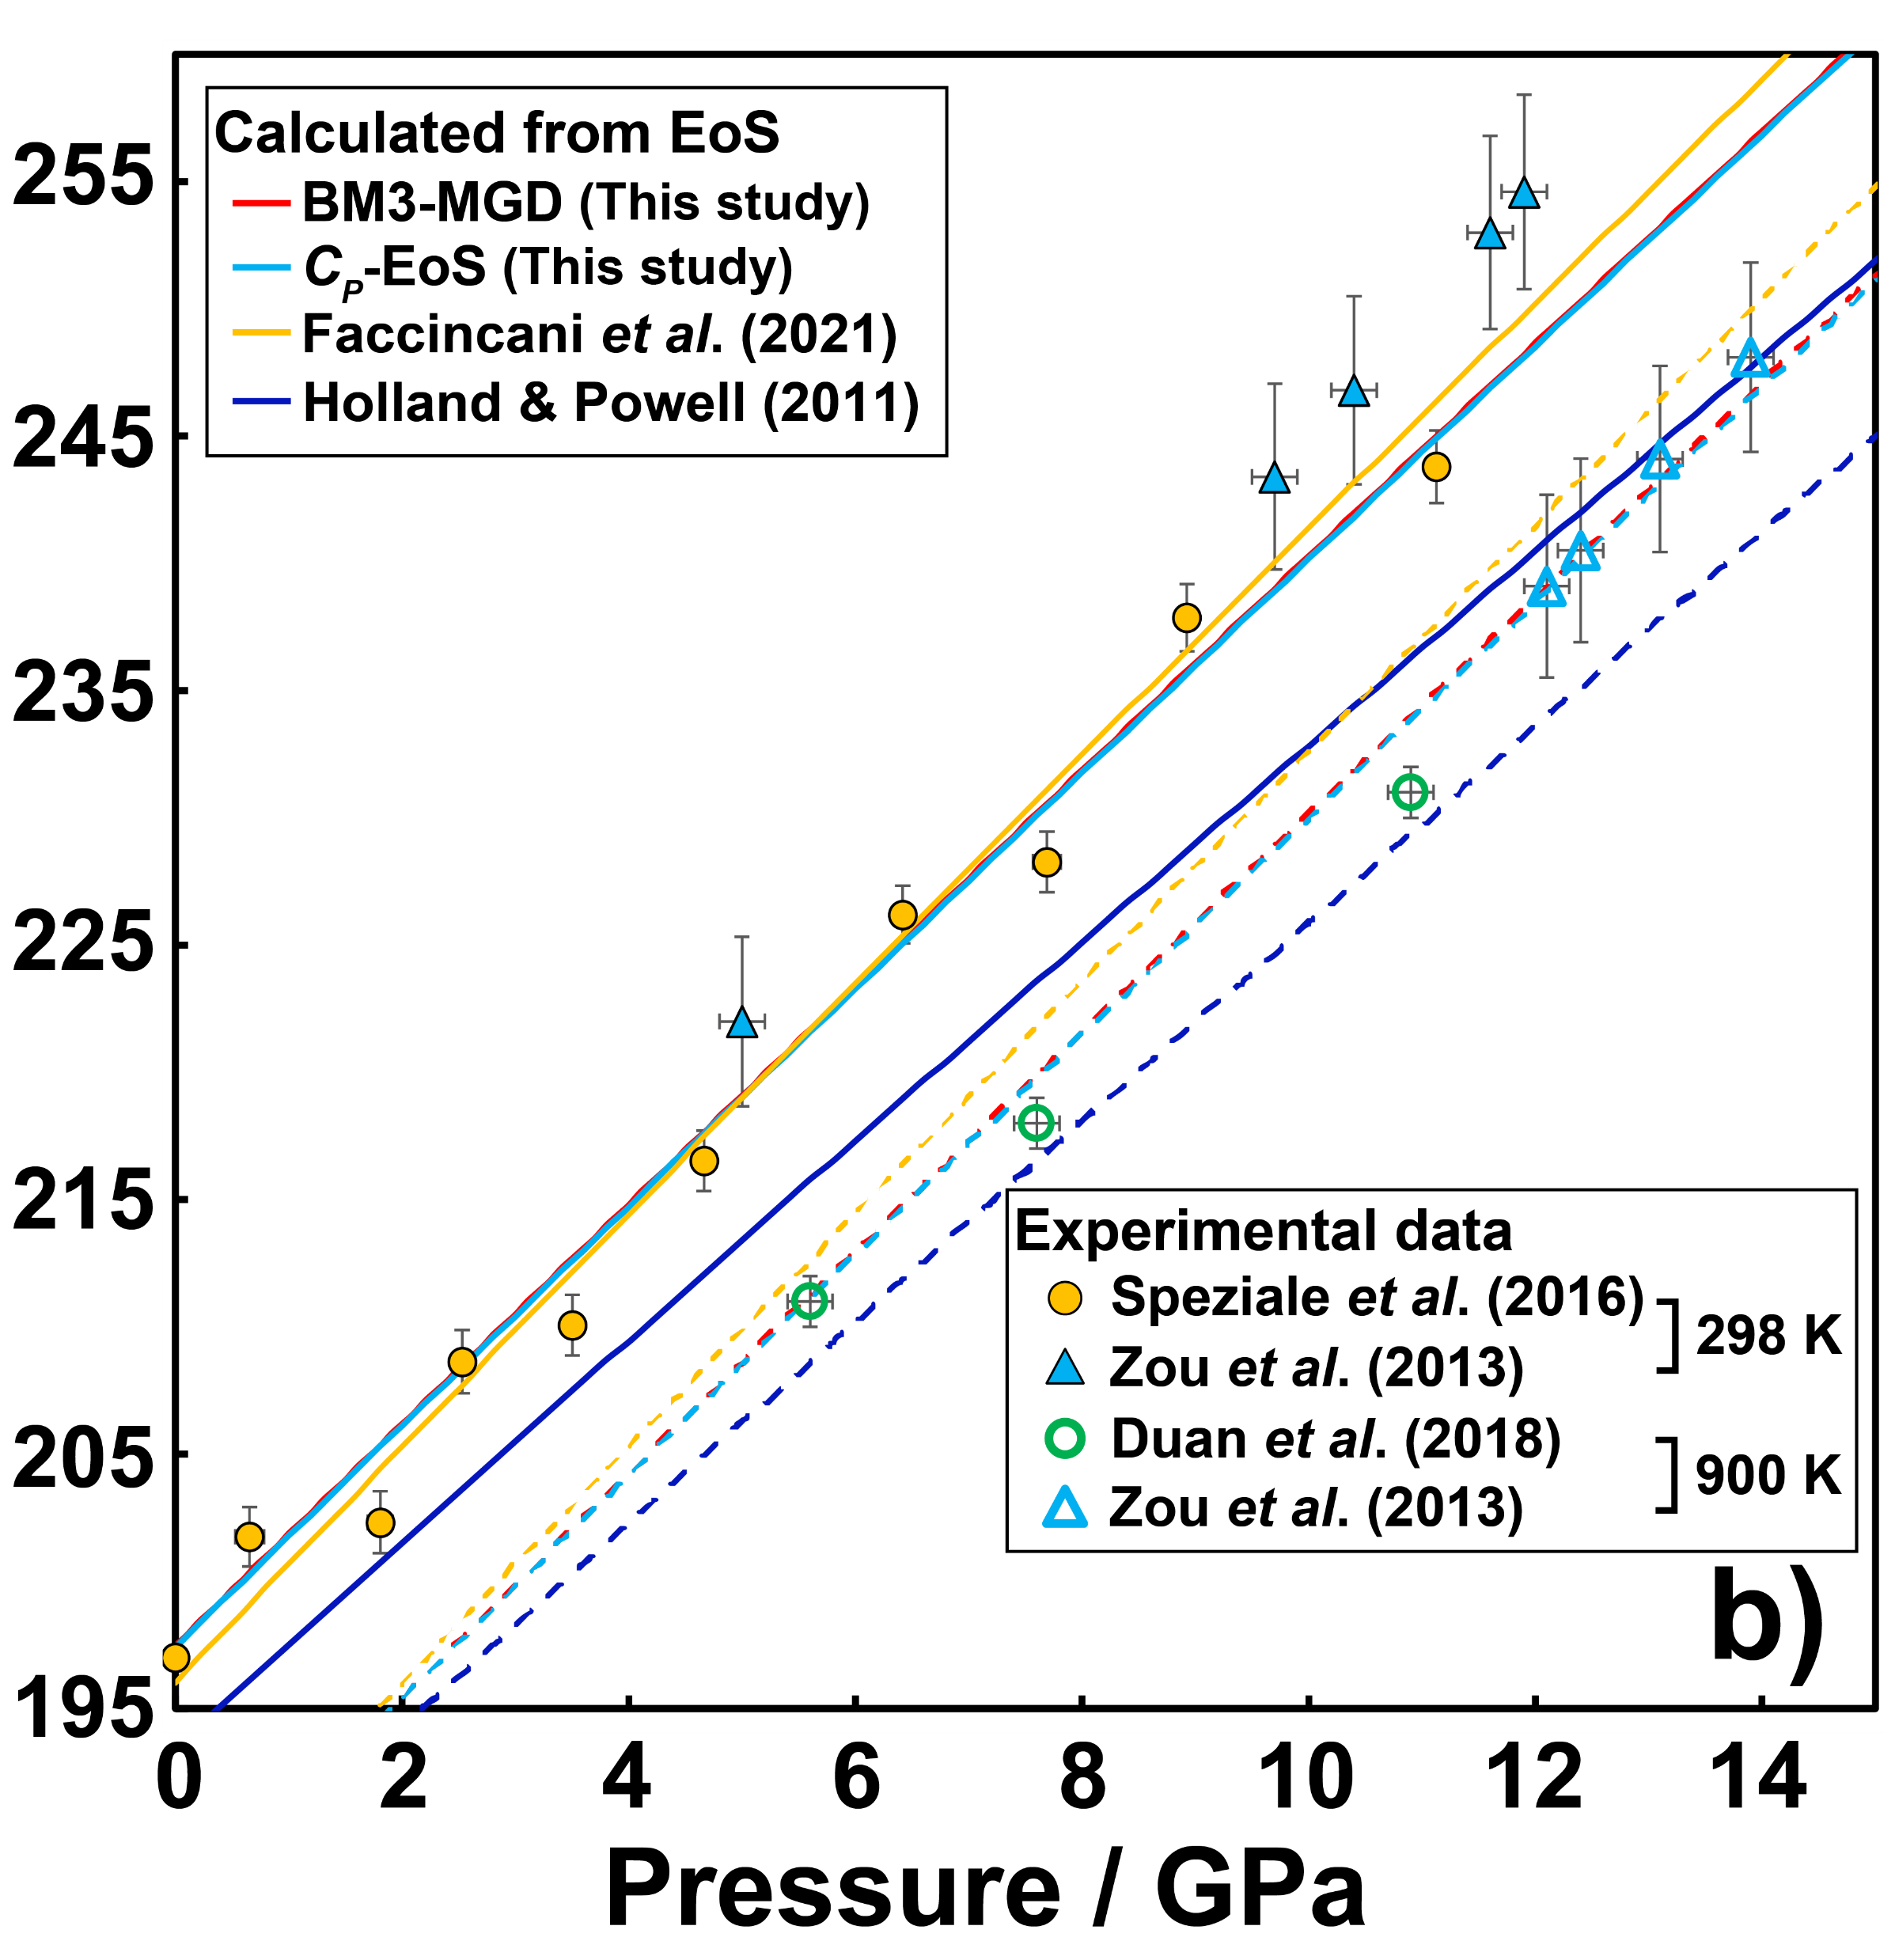 Calculated from EoS
BM3-MGD (This study)
CP-EoS (This study)
Faccincani et al. (2021)
Holland & Powell (2011)
255
245
235
225
215
205
195
Experimental data
Speziale et al. (2016)
298 K
Zou et al. (2013)
Duan et al. (2018)
900 K
Zou et al. (2013)
b)
0 2 4 6 8 10 12 14
Pressure / GPa